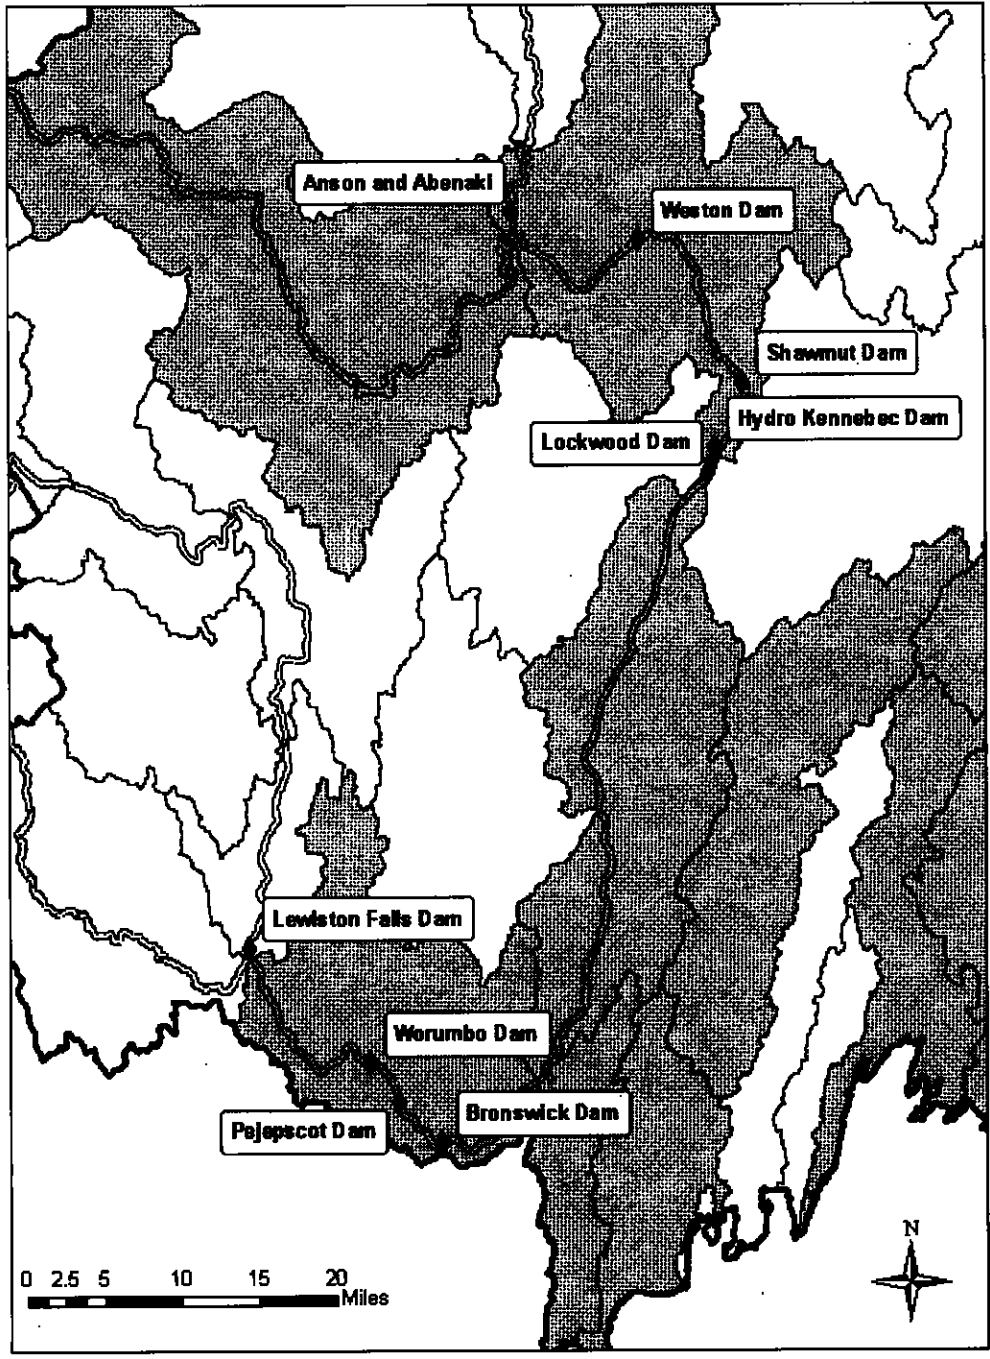 Anson and Abenaki
Weston Dam
Shawmut Dam
Hydro Kennebec Dam
Lockwood Dam
Lewiston Falls Dam
Worumbo Dam
Bronswick Dam
Pejepscot Dam
N
0 2.5 5 10 15 20
Miles